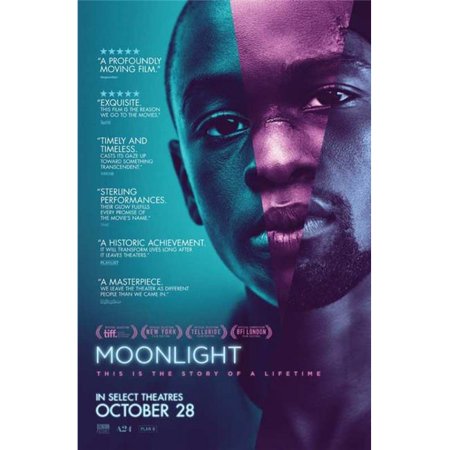 "A PROFOUNDLY
MOVING FILM."
"EXQUISITE.
THIS FILM IS THE REASON
WE GO TO THE MOVIES."
"TIMELY AND
TIMELESS.
CASTS ITS GAZE UP
TOWARD SOMETHING
TRANSCENDENT."
"STERLING
PERFORMANCES.
THEIR GLOW FULFILLS
EVERY PROMISE OF
THE MOVIE'S NAME."
"A HISTORIC ACHIEVEMENT.
IT WILL TRANSFORM LIVES LONG AFTER
IT LEAVES THEATERS."
PLAYLIST
"A MASTERPIECE.
WE LEAVE THE THEATER AS DIFFERENT
PEOPLE THAN WE CAME IN."
tiff. NEW YORK TELLURIDE BFI LONDON
MOONLIGHT
THIS IS THE STORY OF A LIFETIME
IN SELECT THEATRES
OCTOBER 28
A24 PLAN B